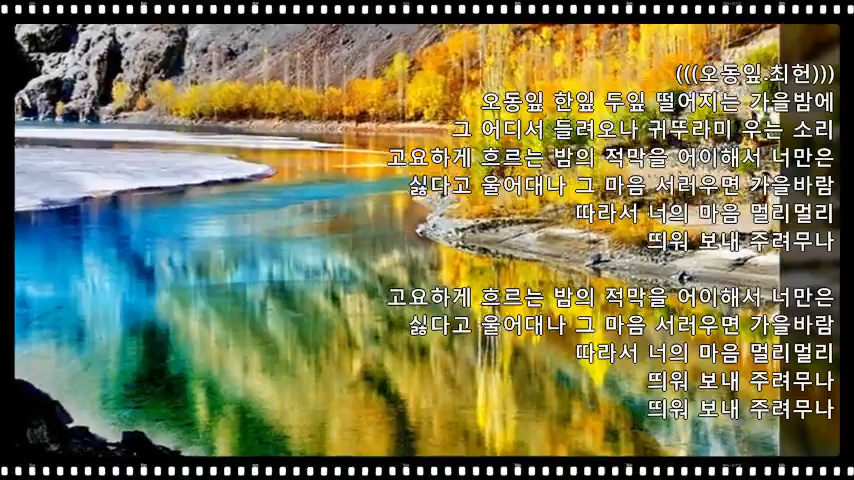 (((오동잎.최헌)))
오동잎 한잎 두잎 떨어지는 가을밤에
그 어디서 들려오나 귀뚜라미 우는 소리
고요하게 흐르는 밤의 적막을 어이해서 너만은
싫다고 울어대나 그 마음 서러우면 가을바람
따라서 너의 마음 멀리멀리
띄워 보내 주려무나
고요하게 흐르는 밤의 적막을 어이해서 너만은
싫다고 울어대나 그 마음 서러우면 가을바람
따라서 너의 마음 멀리멀리
띄워 보내 주려무나
띄워 보내 주려무나